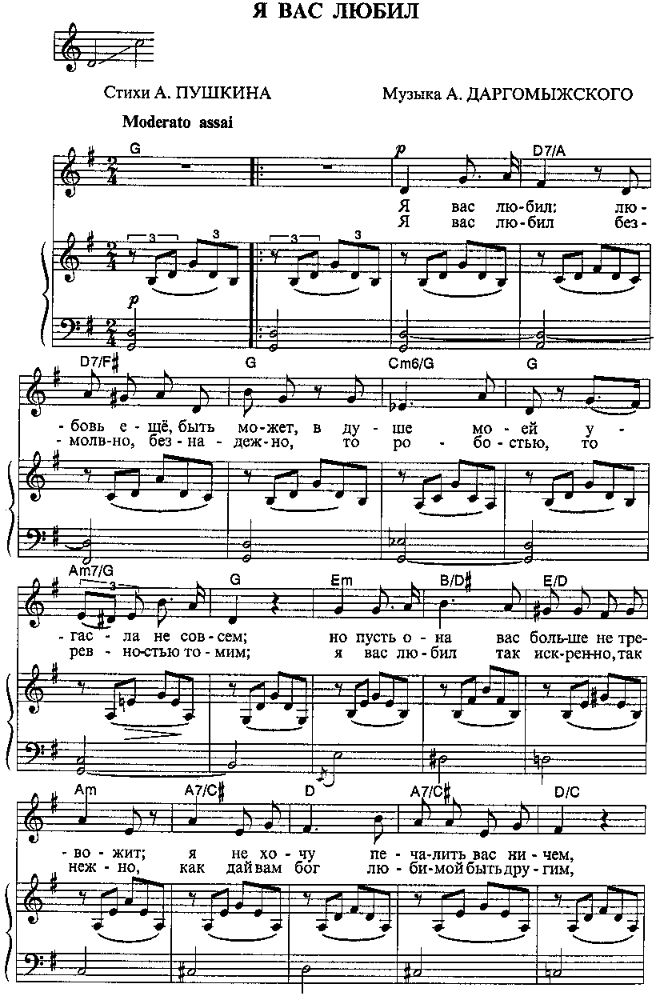 Я ВАС ЛЮБИЛ
Стихи А. ПУШКИНА Музыка А. ДАРГОМЫЖСКОГО
Moderato assai
G D7/A
p
Я вас лю-бил: лю-
Я вас лю-бил без-
3 3 3 3
p
D7/F# G Cm6/G G
- бовь е - щё, быть мо - жет, в ду - ше мо - ей у -
- молв-но, без - на - деж-но, то ро - бо - стью, то
Am7/G G Em B/D# E/D
3
- гас - ла не сов - сем; но пусть о - на вас боль-ше не тре-
рев - но-стью то - мим; я вас лю - бил так иск-рен-но, так
Am A7/C# D A7/C# D/C
- во - жит; я не хо - чу пе - ча-лить вас ни - чем,
неж - но, как дай вам бог лю - би-мой быть дру - гим,